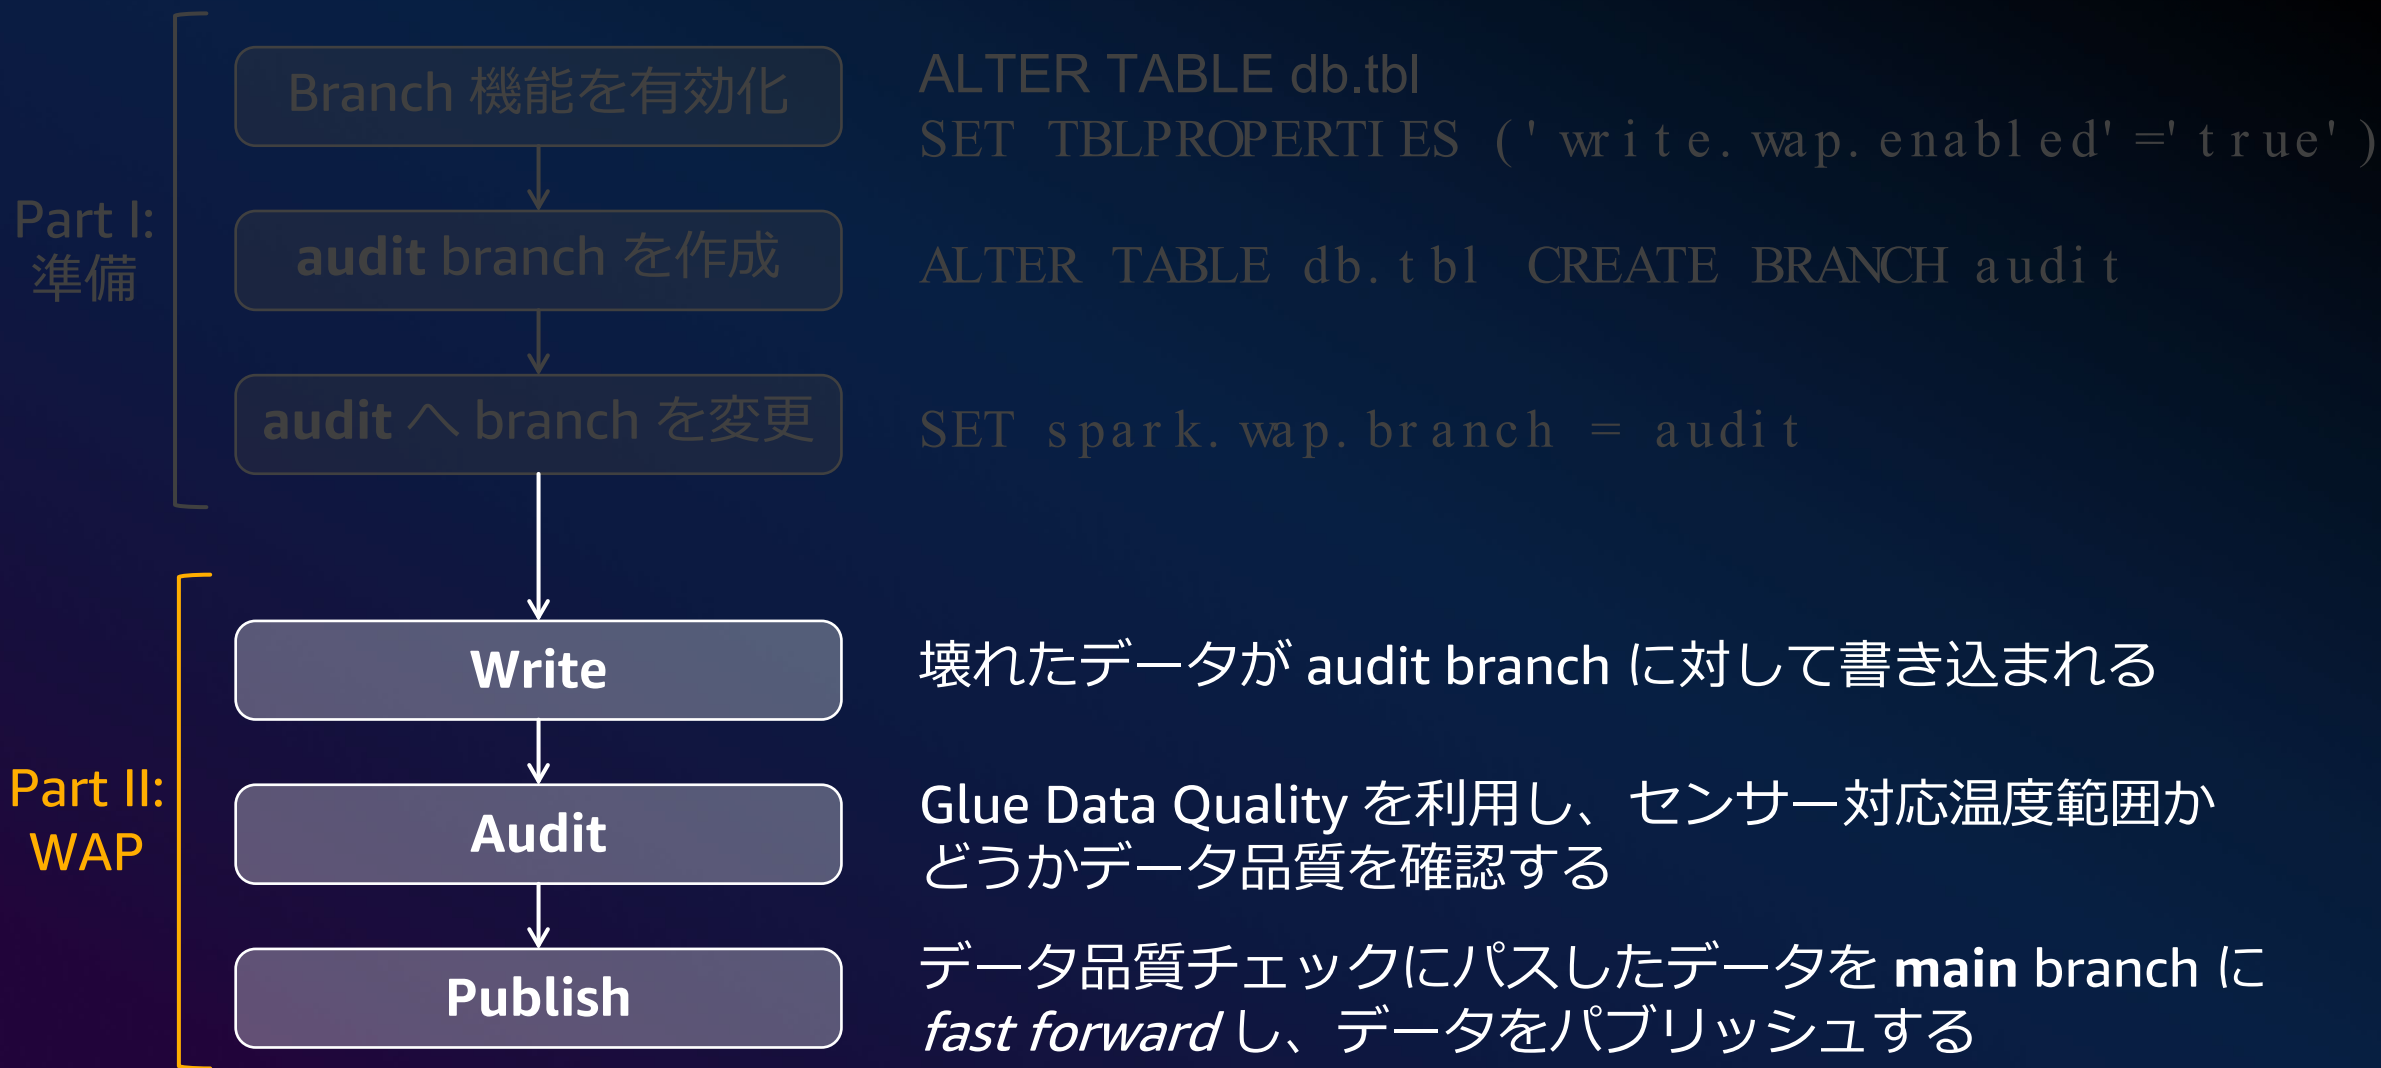 Part I:
準備
Branch 機能を有効化
ALTER TABLE db.tbl
SET TBLPROPERTIES ('write.wap.enabled'='true')
audit branch を作成
ALTER TABLE db.tbl CREATE BRANCH audit
audit へ branch を変更
SET spark.wap.branch = audit
Part II:
WAP
Write
壊れたデータが audit branch に対して書き込まれる
Audit
Glue Data Quality を利用し、センサー対応温度範囲か
どうかデータ品質を確認する
Publish
データ品質チェックにパスしたデータを main branch に
fast forward し、データをパブリッシュする